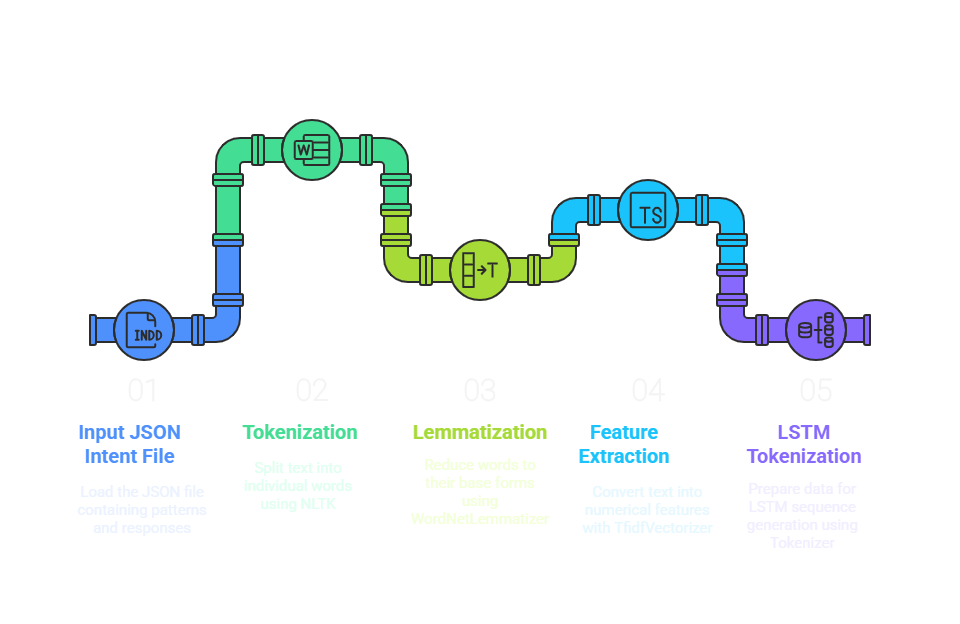 W
TS
T
INDD
01
02
03
04
05
Input JSON
Intent File
Load the JSON file
containing patterns
and responses
Tokenization
Split text into
individual words
using NLTK
Lemmatization
Reduce words to
their base forms
using
WordNetLemmatizer
Feature
Extraction
Convert text into
numerical features
with TfidfVectorizer
LSTM
Tokenization
Prepare data for
LSTM sequence
generation using
Tokenizer